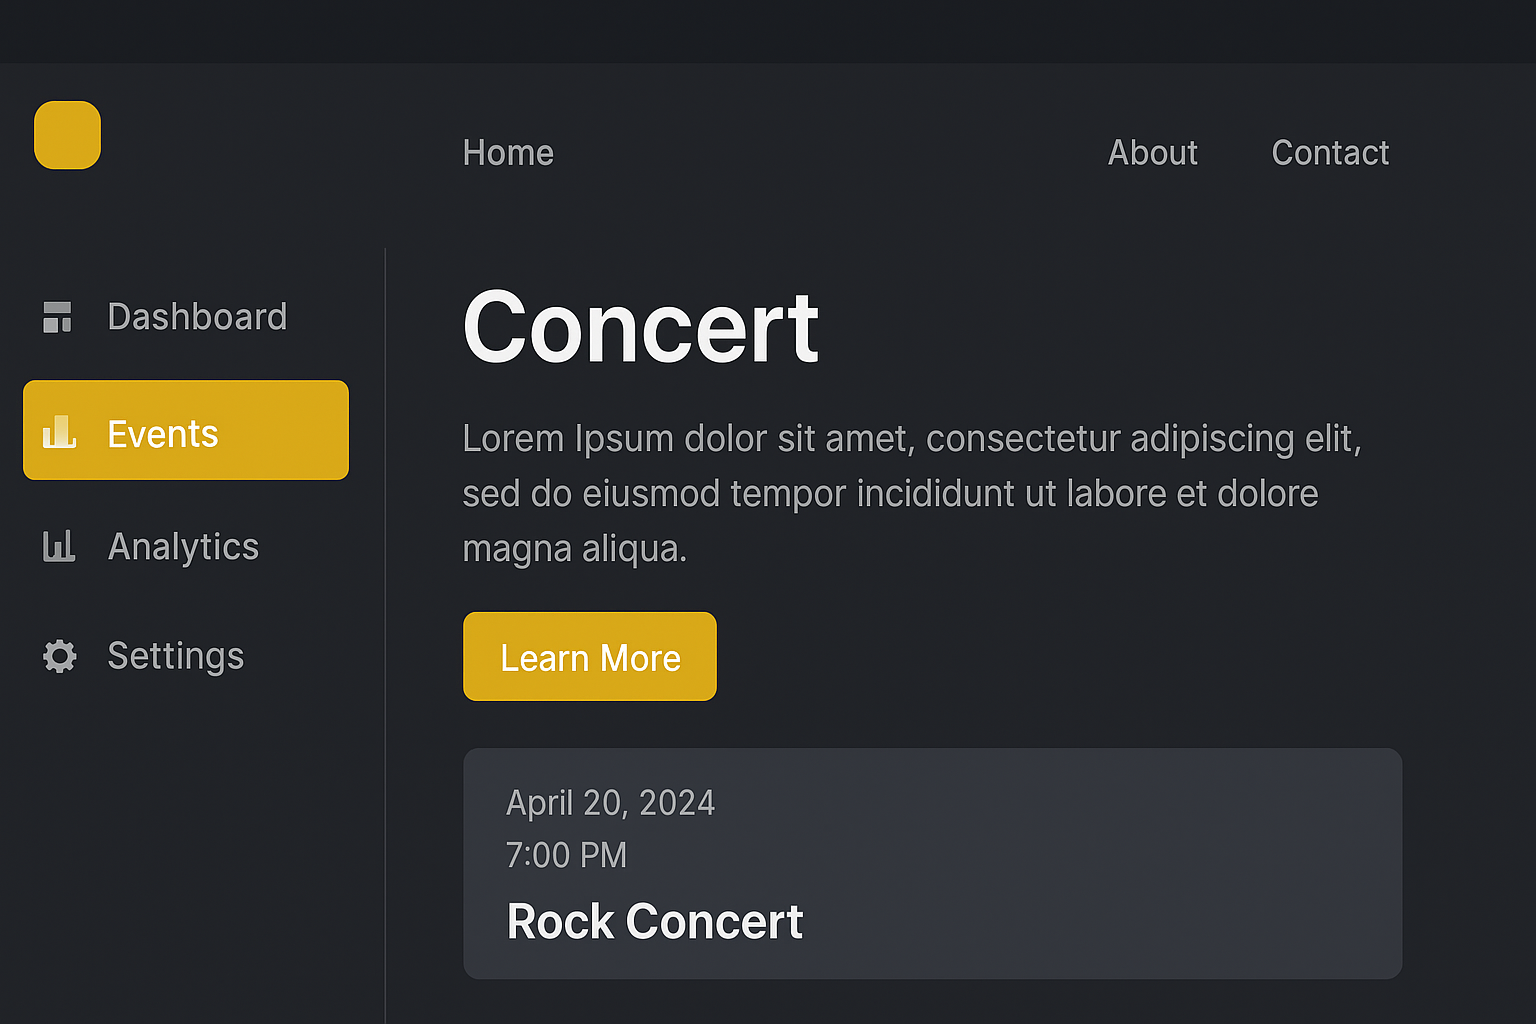 Home
About
Contact
Dashboard
Events
Analytics
Settings
Concert
Lorem Ipsum dolor sit amet, consectetur adipiscing elit,
sed do eiusmod tempor incididunt ut labore et dolore
magna aliqua.
Learn More
April 20, 2024
7:00 PM
Rock Concert